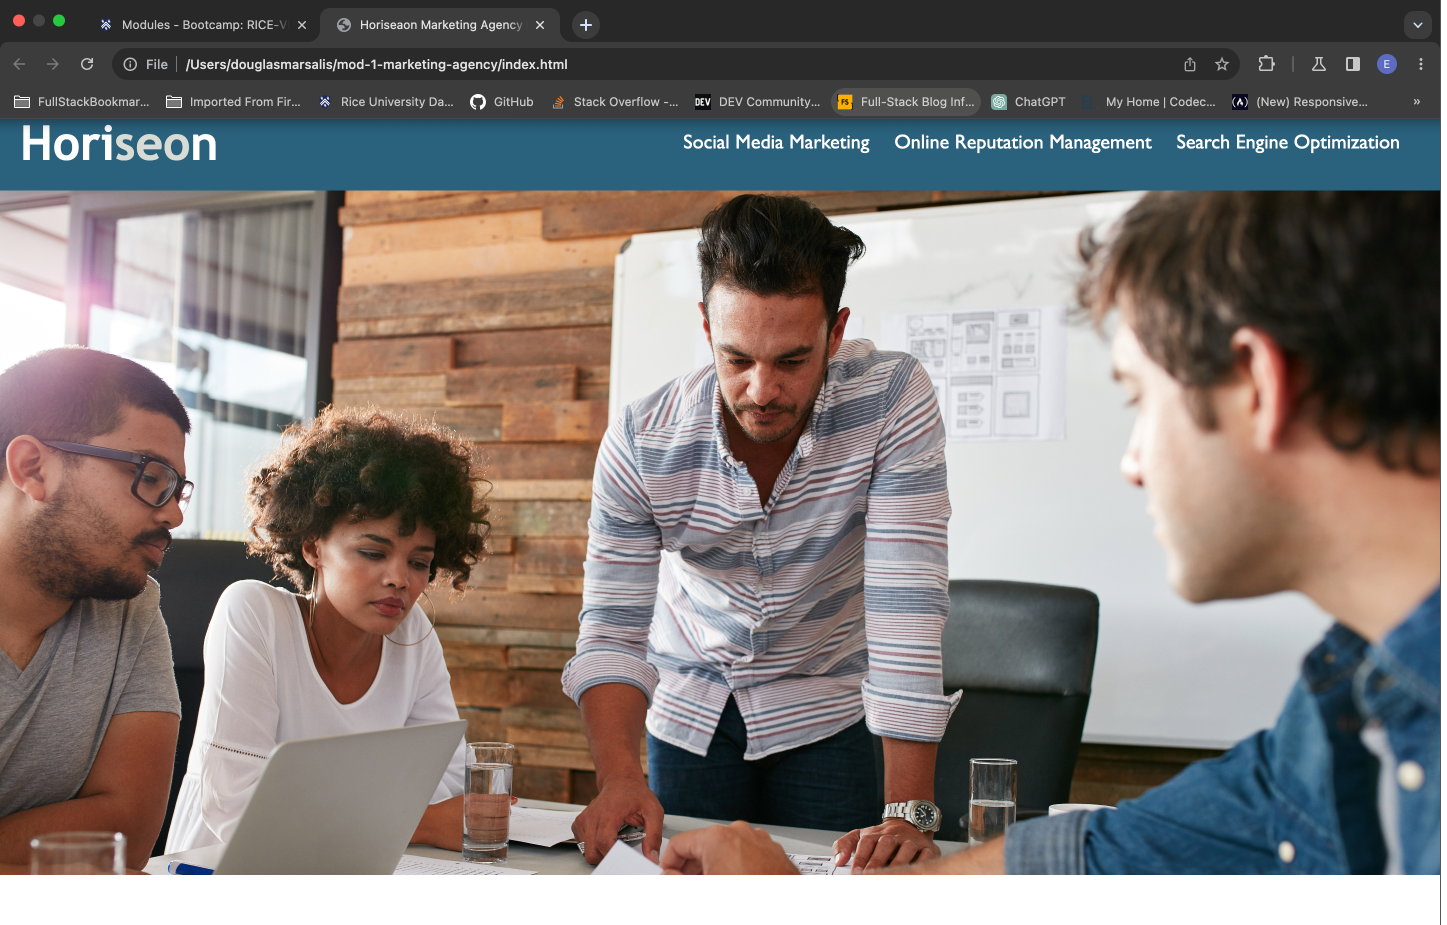 Modules - Bootcamp: RICE-V
Horiseaon Marketing Agency
File
/Users/douglasmarsalis/mod-1-marketing-agency/index.html
E
FullStackBookmar...
Imported From Fir...
Rice University Da...
GitHub
Stack Overflow -...
DEV
DEV Community...
FS
Full-Stack Blog Inf...
ChatGPT
My Home | Codec...
(New) Responsive...
»
Horiseon
Social Media Marketing
Online Reputation Management
Search Engine Optimization